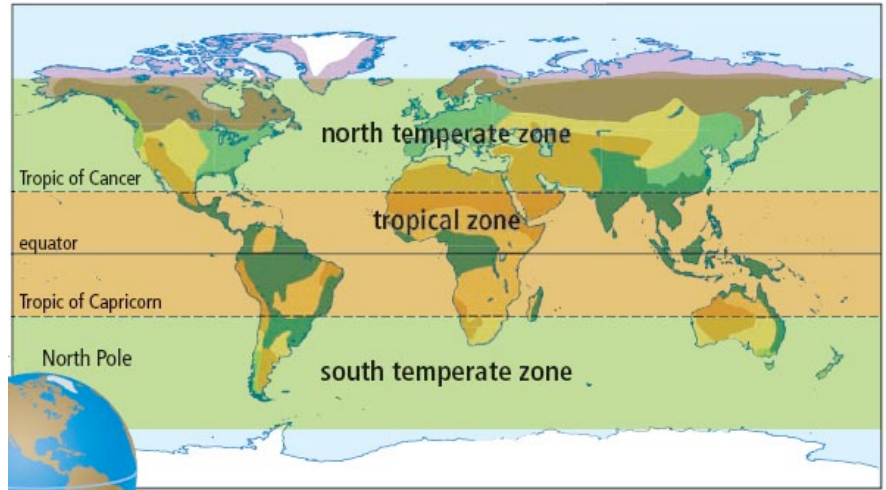 north temperate zone
Tropic of Cancer
tropical zone
equator
Tropic of Capricorn
North Pole
south temperate zone